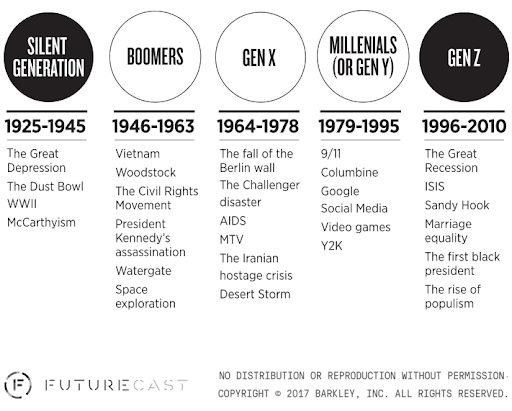 SILENT
GENERATION
1925-1945
The Great
Depression
The Dust Bowl
WWII
McCarthyism
BOOMERS
1946-1963
Vietnam
Woodstock
The Civil Rights
Movement
President
Kennedy's
assassination
Watergate
Space
exploration
GEN X
1964-1978
The fall of the
Berlin wall
The Challenger
disaster
AIDS
MTV
The Iranian
hostage crisis
Desert Storm
MILLENIALS
(OR GEN Y)
1979-1995
9/11
Columbine
Google
Social Media
Video games
Y2K
GEN Z
1996-2010
The Great
Recession
ISIS
Sandy Hook
Marriage
equality
The first black
president
The rise of
populism
F FUTURECAST
NO DISTRIBUTION OR REPRODUCTION WITHOUT PERMISSION.
COPYRIGHT © 2017 BARKLEY, INC. ALL RIGHTS RESERVED.